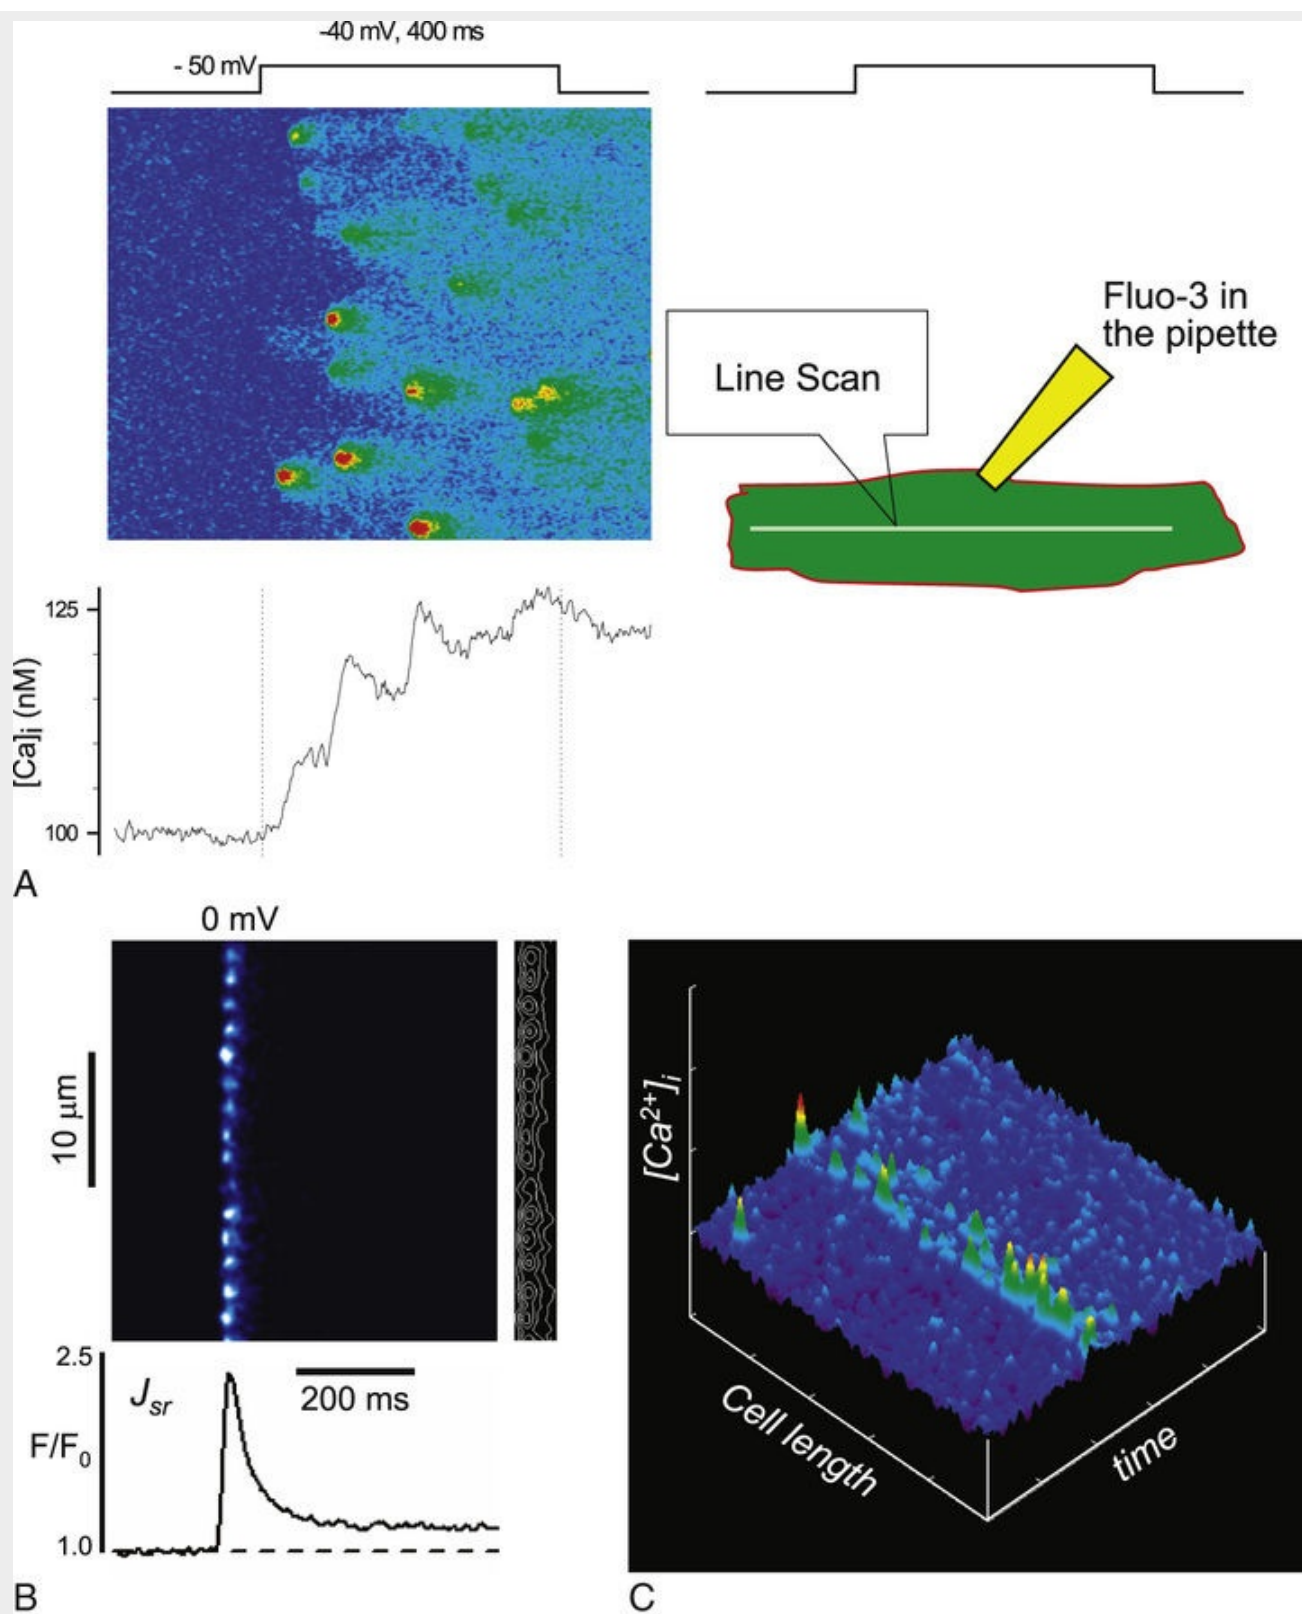 -40 mV, 400 ms
- 50 mV
Fluo-3 in
the pipette
Line Scan
125
[Ca]i (nM)
100
A
0 mV
10 μm
2.5
Jsr
200 ms
F/F0
1.0
B
[Ca2+]i
Cell length
time
C